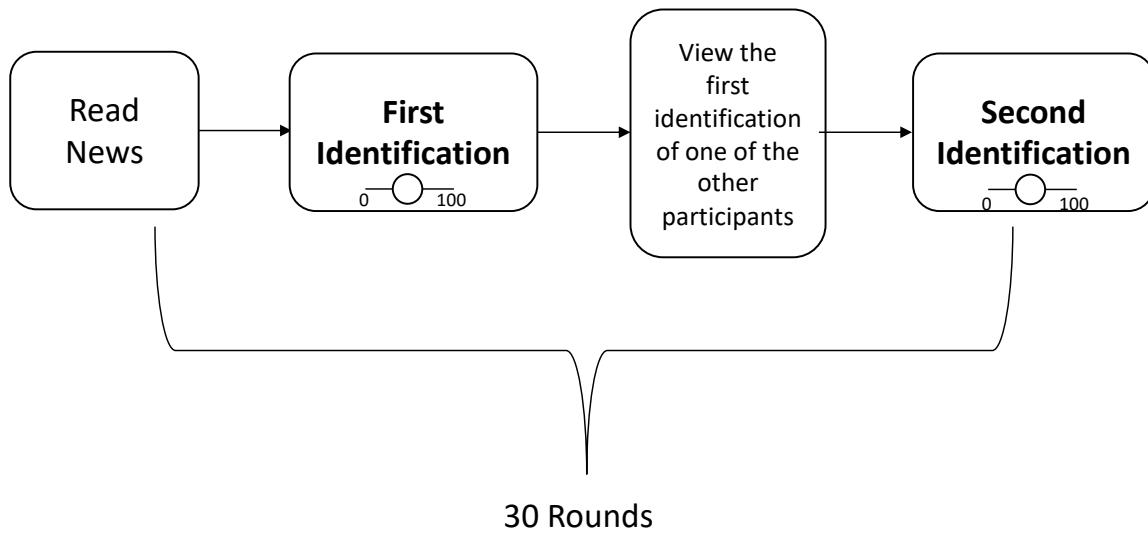 Read
News
First
Identification
0 100
View the
first
identification
of one of the
other
participants
Second
Identification
0 100
30 Rounds